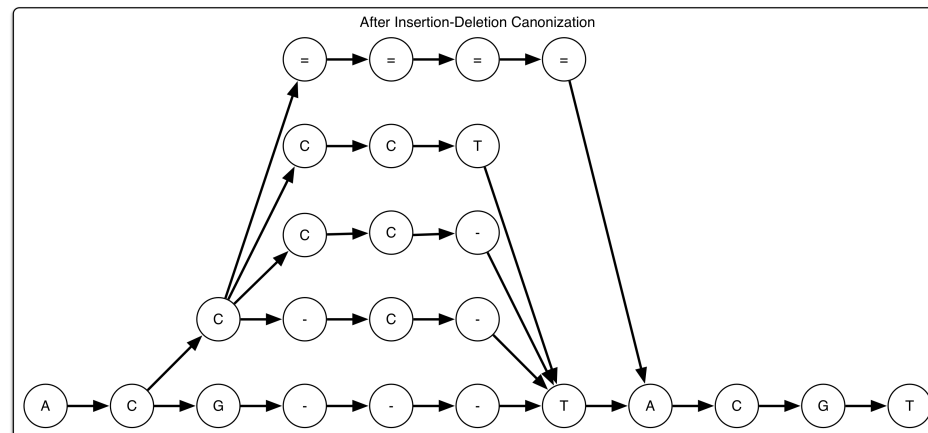 After Insertion-Deletion Canonization
= = = =
C C T
C C -
C - C -
A C G - - - T A C G T